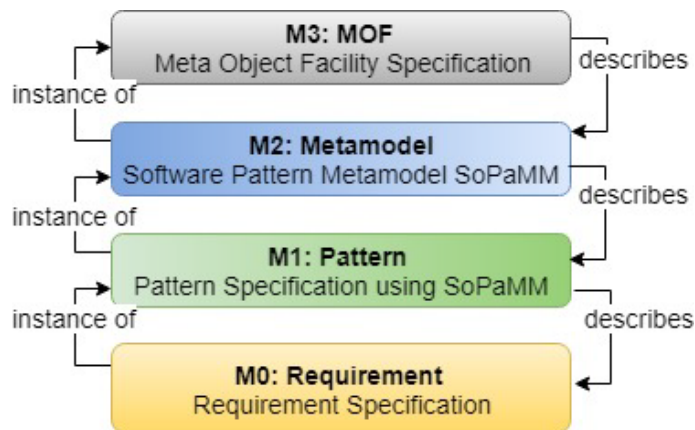 M3: MOF
Meta Object Facility Specification
describes
instance of
M2: Metamodel
Software Pattern Metamodel SoPaMM
describes
instance of
M1: Pattern
Pattern Specification using SoPaMM
instance of
describes
M0: Requirement
Requirement Specification